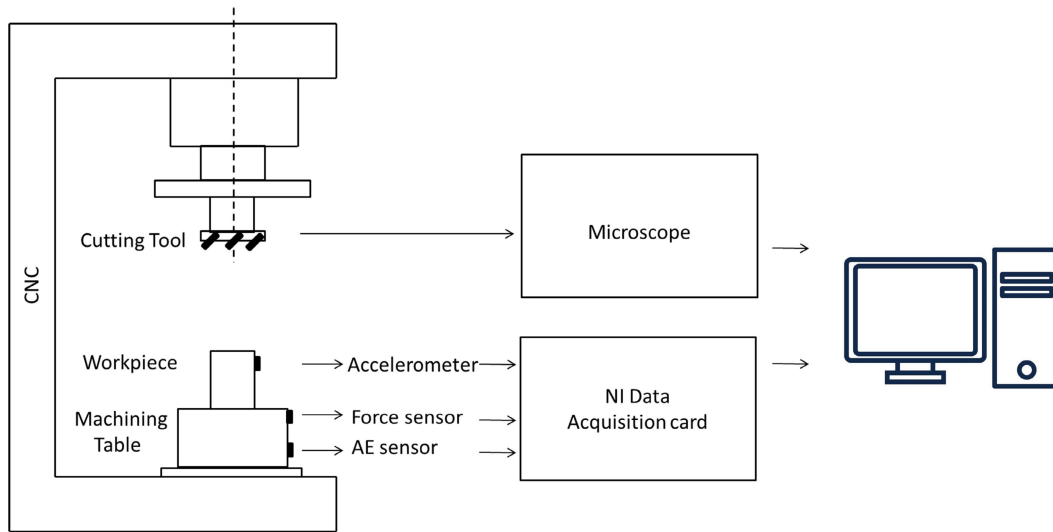 CNC
Cutting Tool
Microscope
Workpiece
Accelerometer
Machining
Table
Force sensor
AE sensor
NI Data
Acquisition card